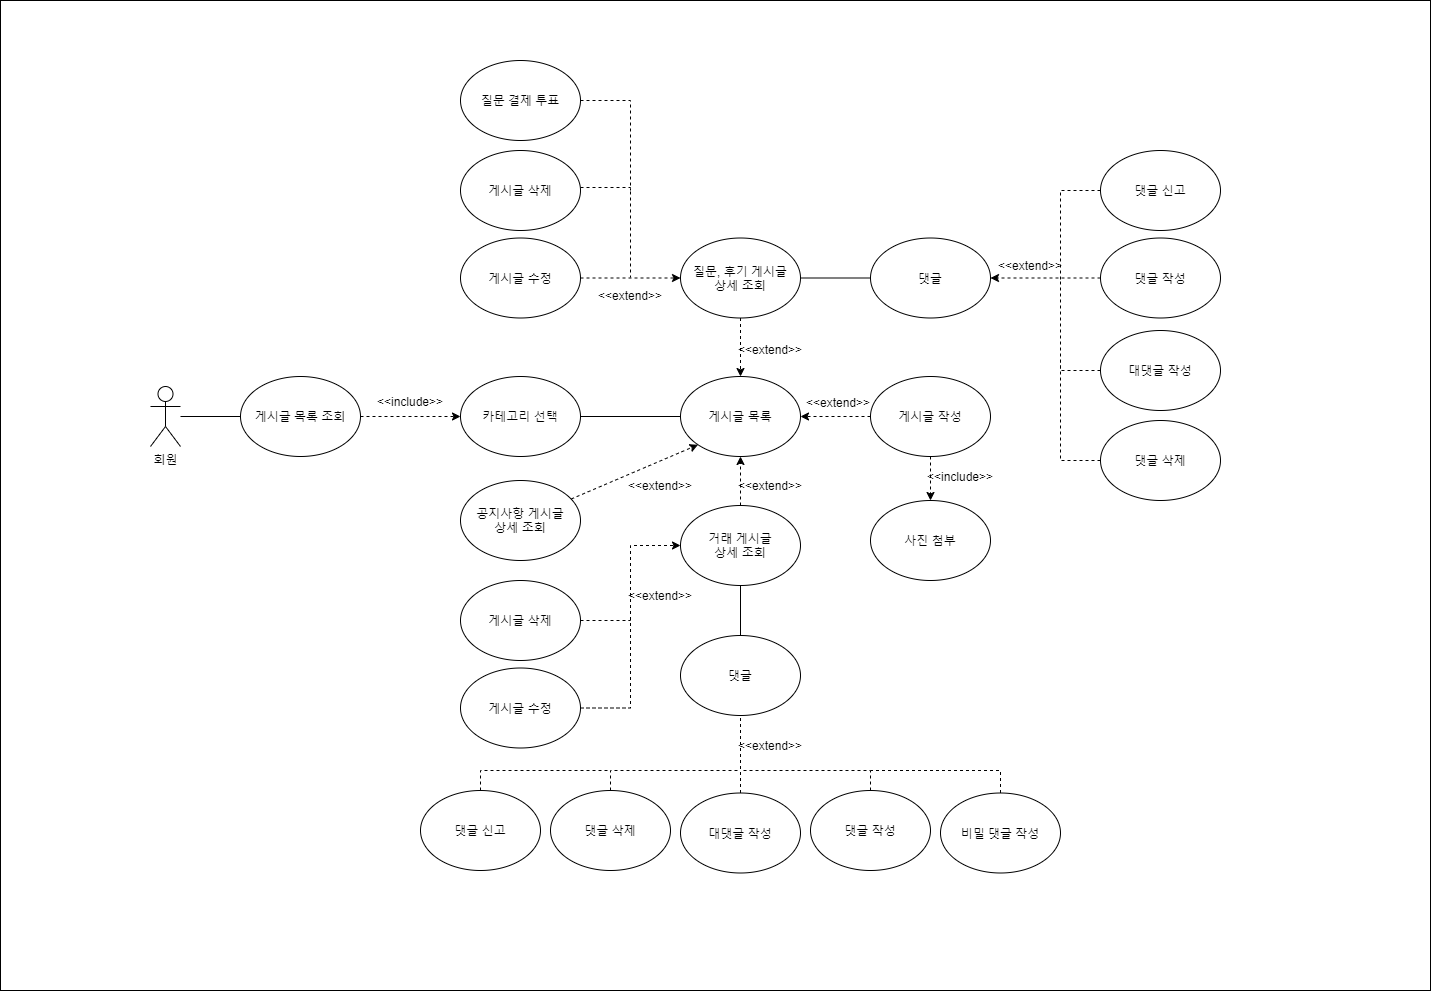 질문 결제 투표
게시글 삭제
댓글 신고
게시글 수정
<<extend>>
질문, 후기 게시글
상세 조회
댓글
<<extend>>
댓글 작성
<<extend>>
대댓글 작성
회원
게시글 목록 조회
<<include>>
카테고리 선택
게시글 목록
<<extend>>
게시글 작성
댓글 삭제
<<include>>
공지사항 게시글
상세 조회
<<extend>>
<<extend>>
거래 게시글
상세 조회
사진 첨부
<<extend>>
게시글 삭제
댓글
게시글 수정
<<extend>>
댓글 신고
댓글 삭제
대댓글 작성
댓글 작성
비밀 댓글 작성